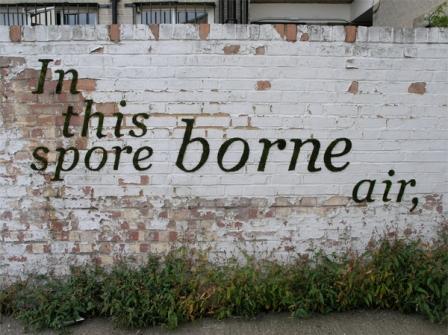 In
this
spore borne
air,